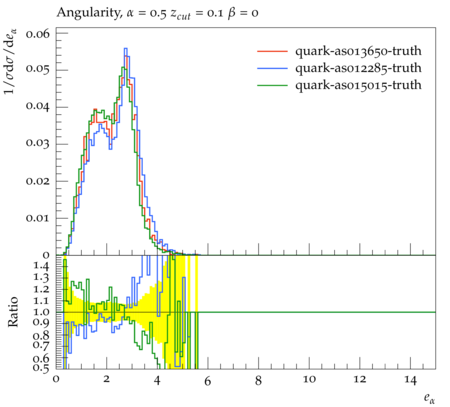 Angularity, α = 0.5 z_cut = 0.1 β = 0
1/σdσ/de_α
0.06
0.05
0.04
0.03
0.02
0.01
0
quark-as013650-truth
quark-as012285-truth
quark-as015015-truth
Ratio
1.4
1.3
1.2
1.1
1.0
0.9
0.8
0.7
0.6
0.5
0 2 4 6 8 10 12 14
e_α